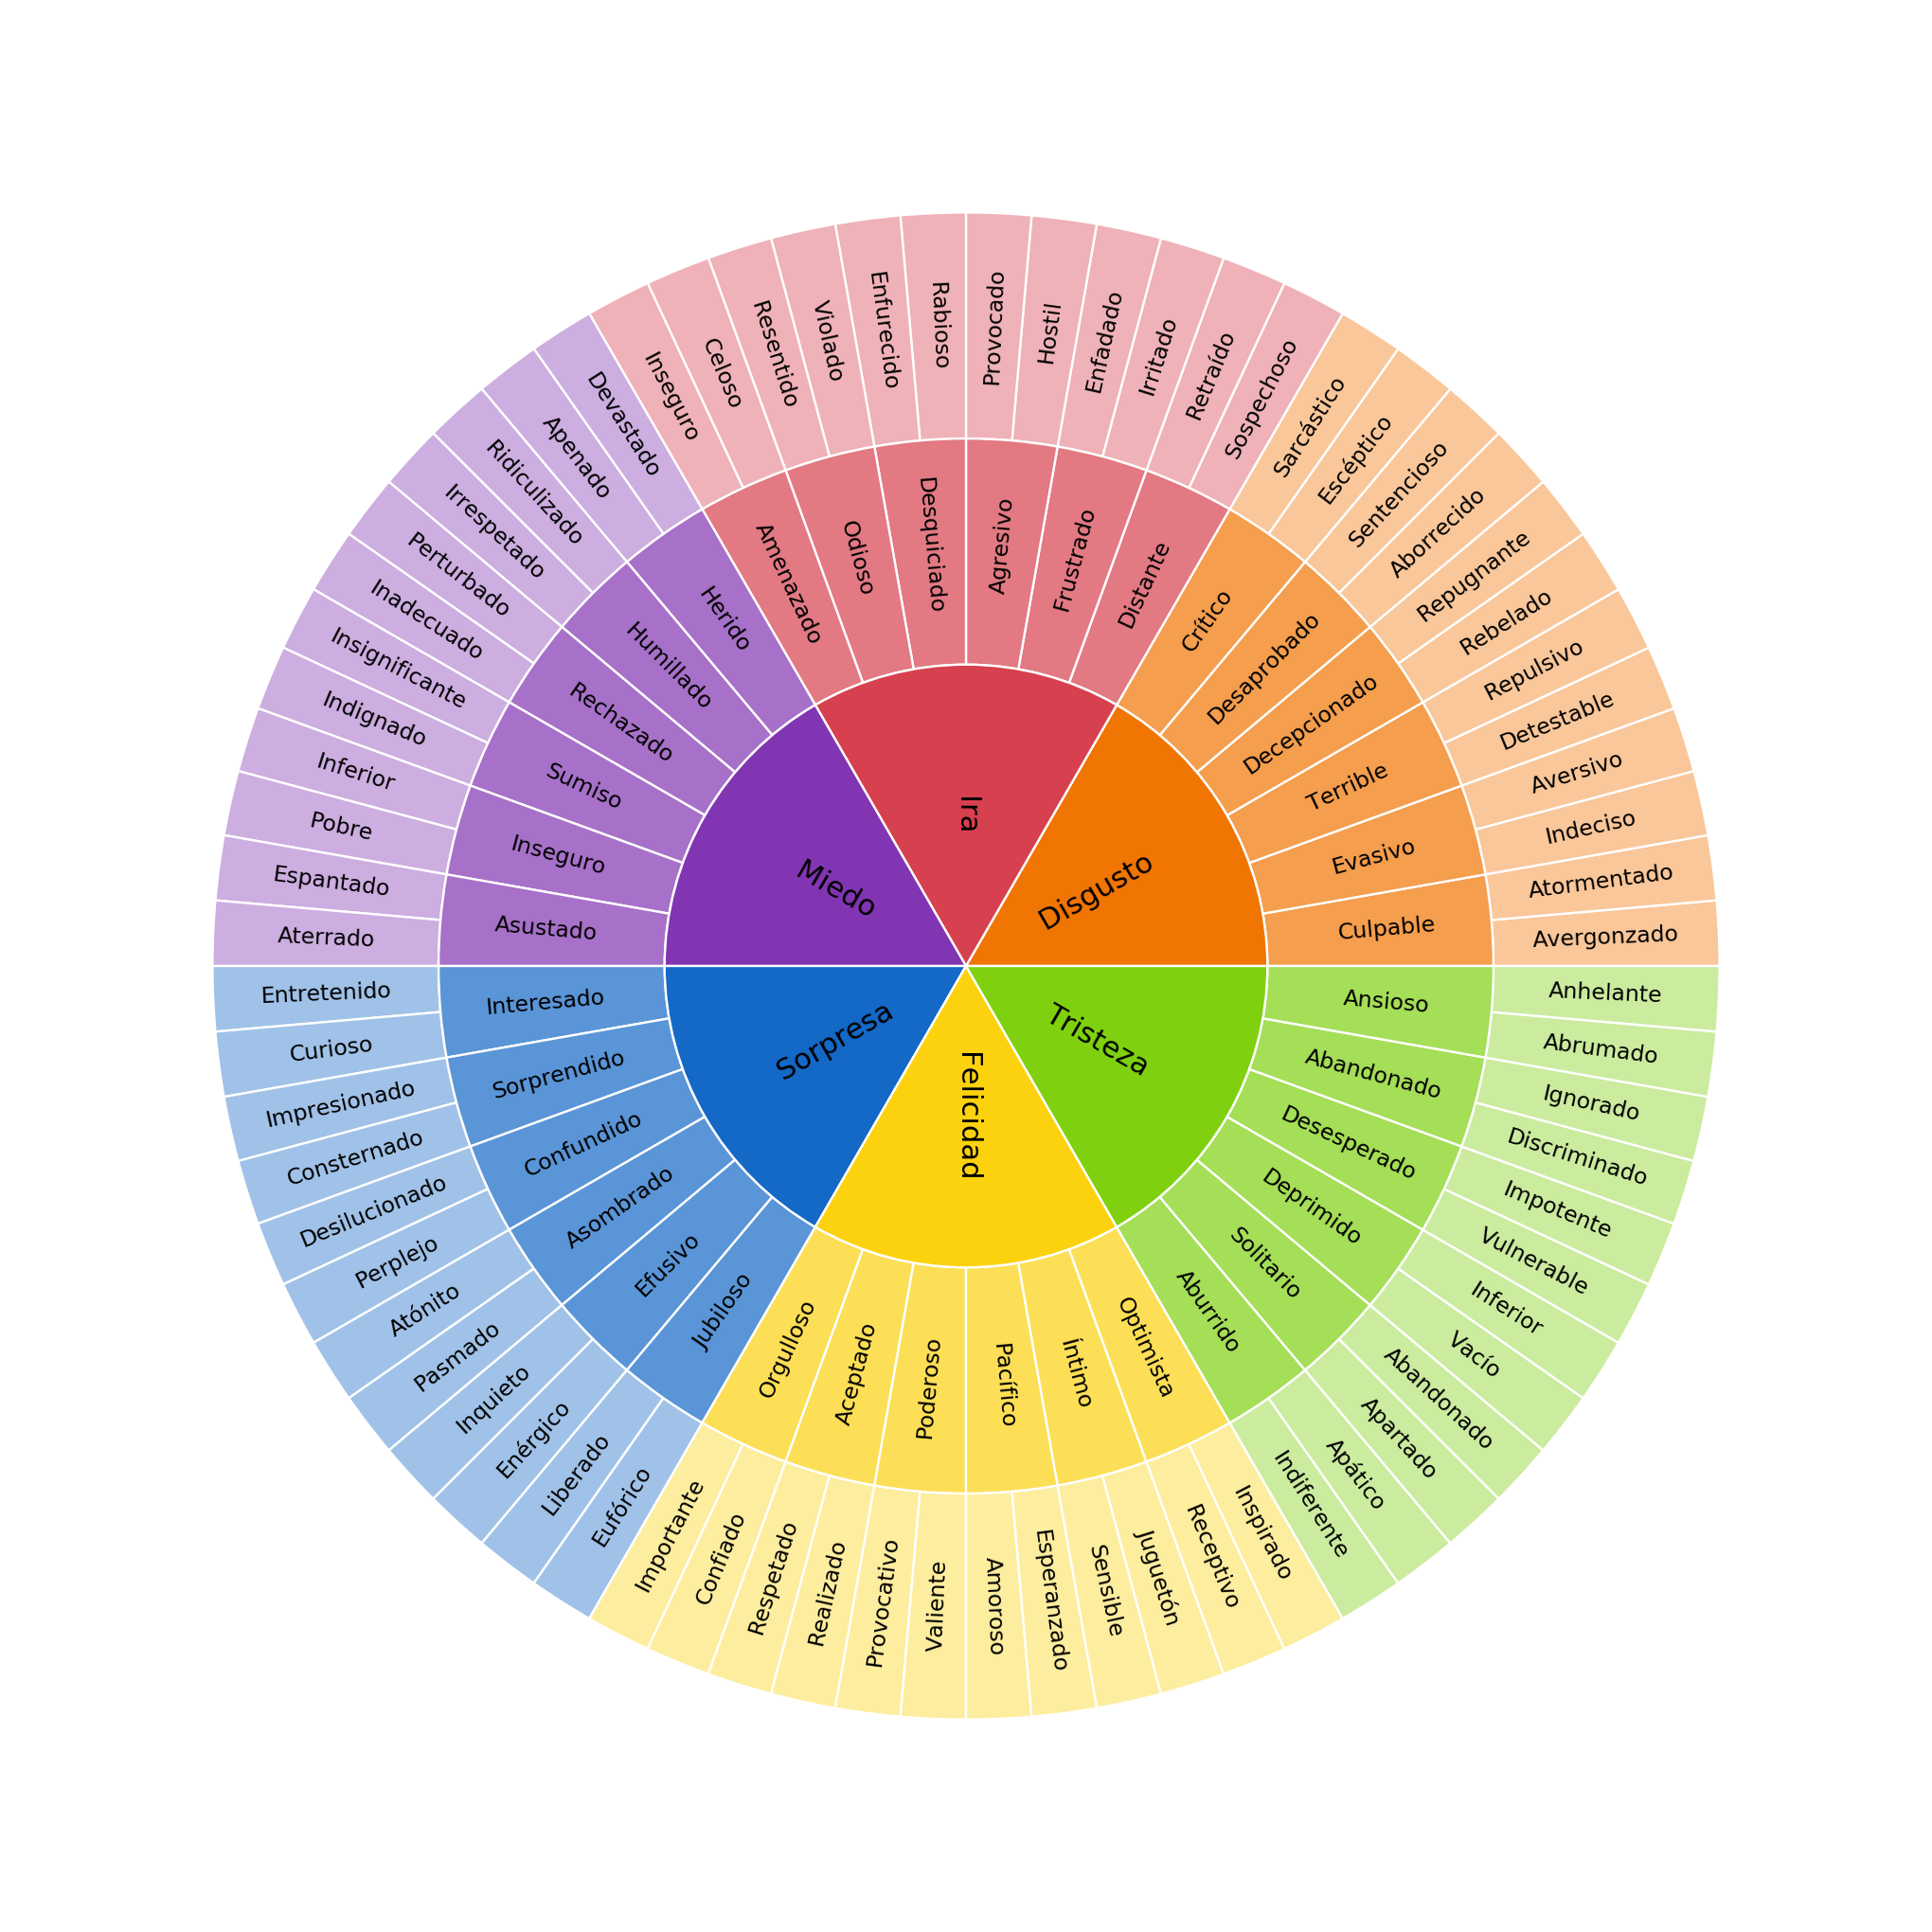 Ira
Amenazado
Inseguro
Celoso
Odioso
Resentido
Violado
Desquiciado
Enfurecido
Rabioso
Agresivo
Provocado
Hostil
Frustrado
Enfadado
Irritado
Distante
Retraído
Sospechoso
Disgusto
Crítico
Sarcástico
Escéptico
Desaprobado
Sentencioso
Aborrecido
Decepcionado
Repugnante
Rebelado
Terrible
Repulsivo
Detestable
Evasivo
Aversivo
Indeciso
Culpable
Atormentado
Avergonzado
Tristeza
Ansioso
Anhelante
Abrumado
Abandonado
Ignorado
Discriminado
Desesperado
Impotente
Vulnerable
Deprimido
Inferior
Vacío
Solitario
Abandonado
Apartado
Aburrido
Apático
Indiferente
Felicidad
Optimista
Inspirado
Receptivo
Íntimo
Juguetón
Sensible
Pacífico
Esperanzado
Amoroso
Poderoso
Valiente
Provocativo
Aceptado
Realizado
Respetado
Orgulloso
Confiado
Importante
Sorpresa
Jubiloso
Eufórico
Liberado
Efusivo
Enérgico
Inquieto
Asombrado
Pasmado
Atónito
Confundido
Perplejo
Desilucionado
Sorprendido
Consternado
Impresionado
Interesado
Curioso
Entretenido
Miedo
Asustado
Aterrado
Espantado
Inseguro
Pobre
Inferior
Sumiso
Indignado
Insignificante
Rechazado
Inadecuado
Perturbado
Humillado
Irrespetado
Ridiculizado
Herido
Apenado
Devastado